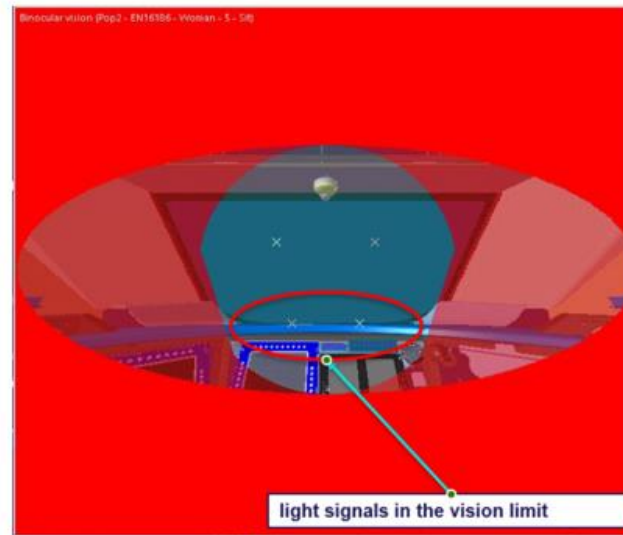 Binocular vision (Pop2 - EN16186 - Woman - 5 - Sit)
light signals in the vision limit